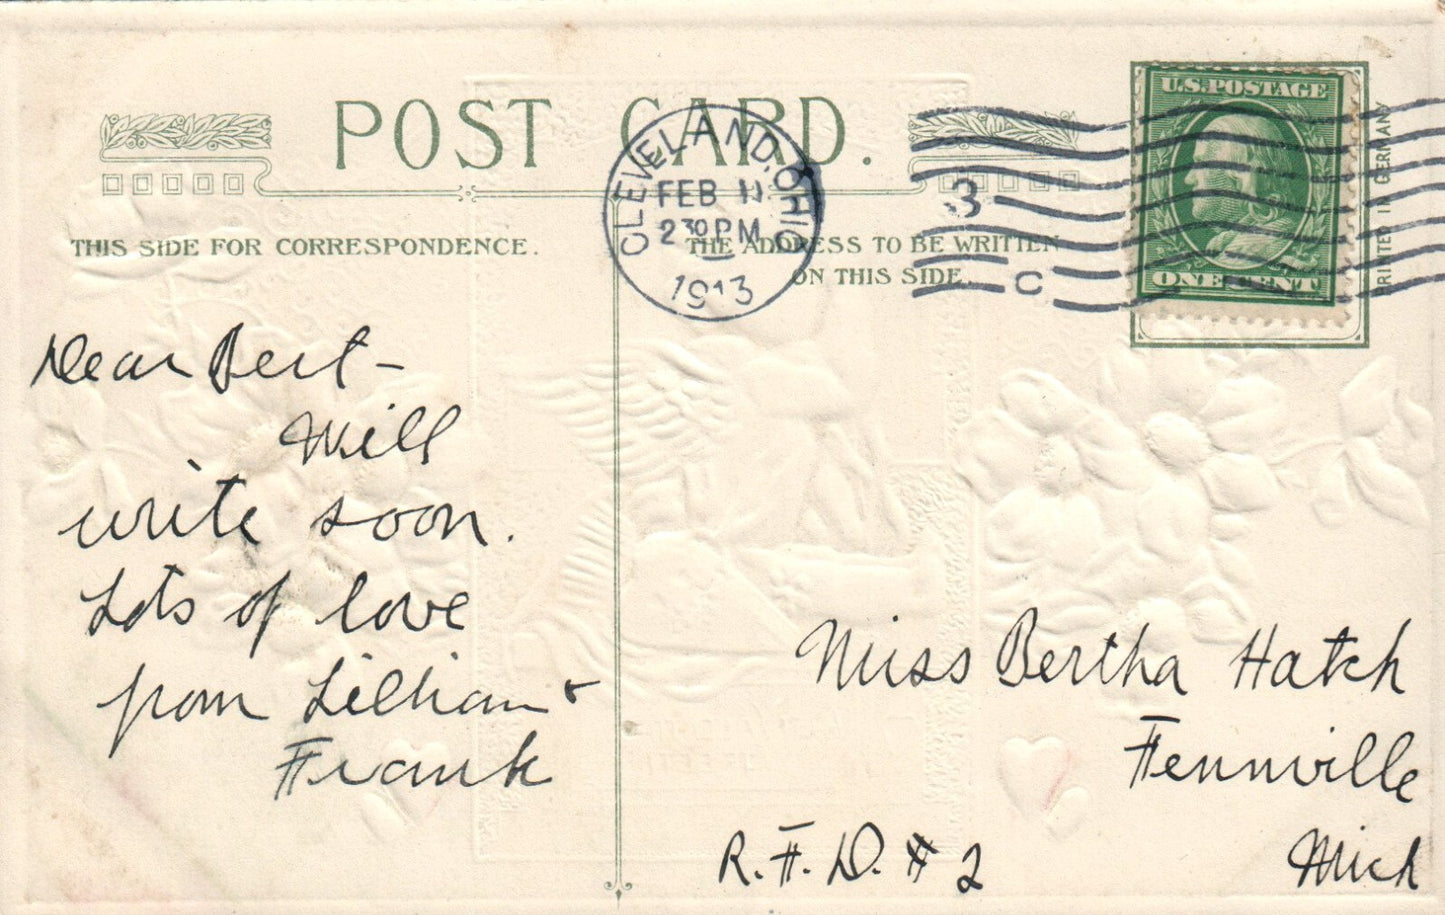 POST CARD.
THIS SIDE FOR CORRESPONDENCE.
THE ADDRESS TO BE WRITTEN
ON THIS SIDE.
CLEVELAND, OHIO
FEB 11
2 30 PM
1913
3
C
U.S. POSTAGE
ONE CENT
PRINTED IN GERMANY
Dear Bert -
Will
write soon.
Lots of love
from Lillian &
Frank
Miss Bertha Hatch
Fennville
R.F.D. # 2 Mich